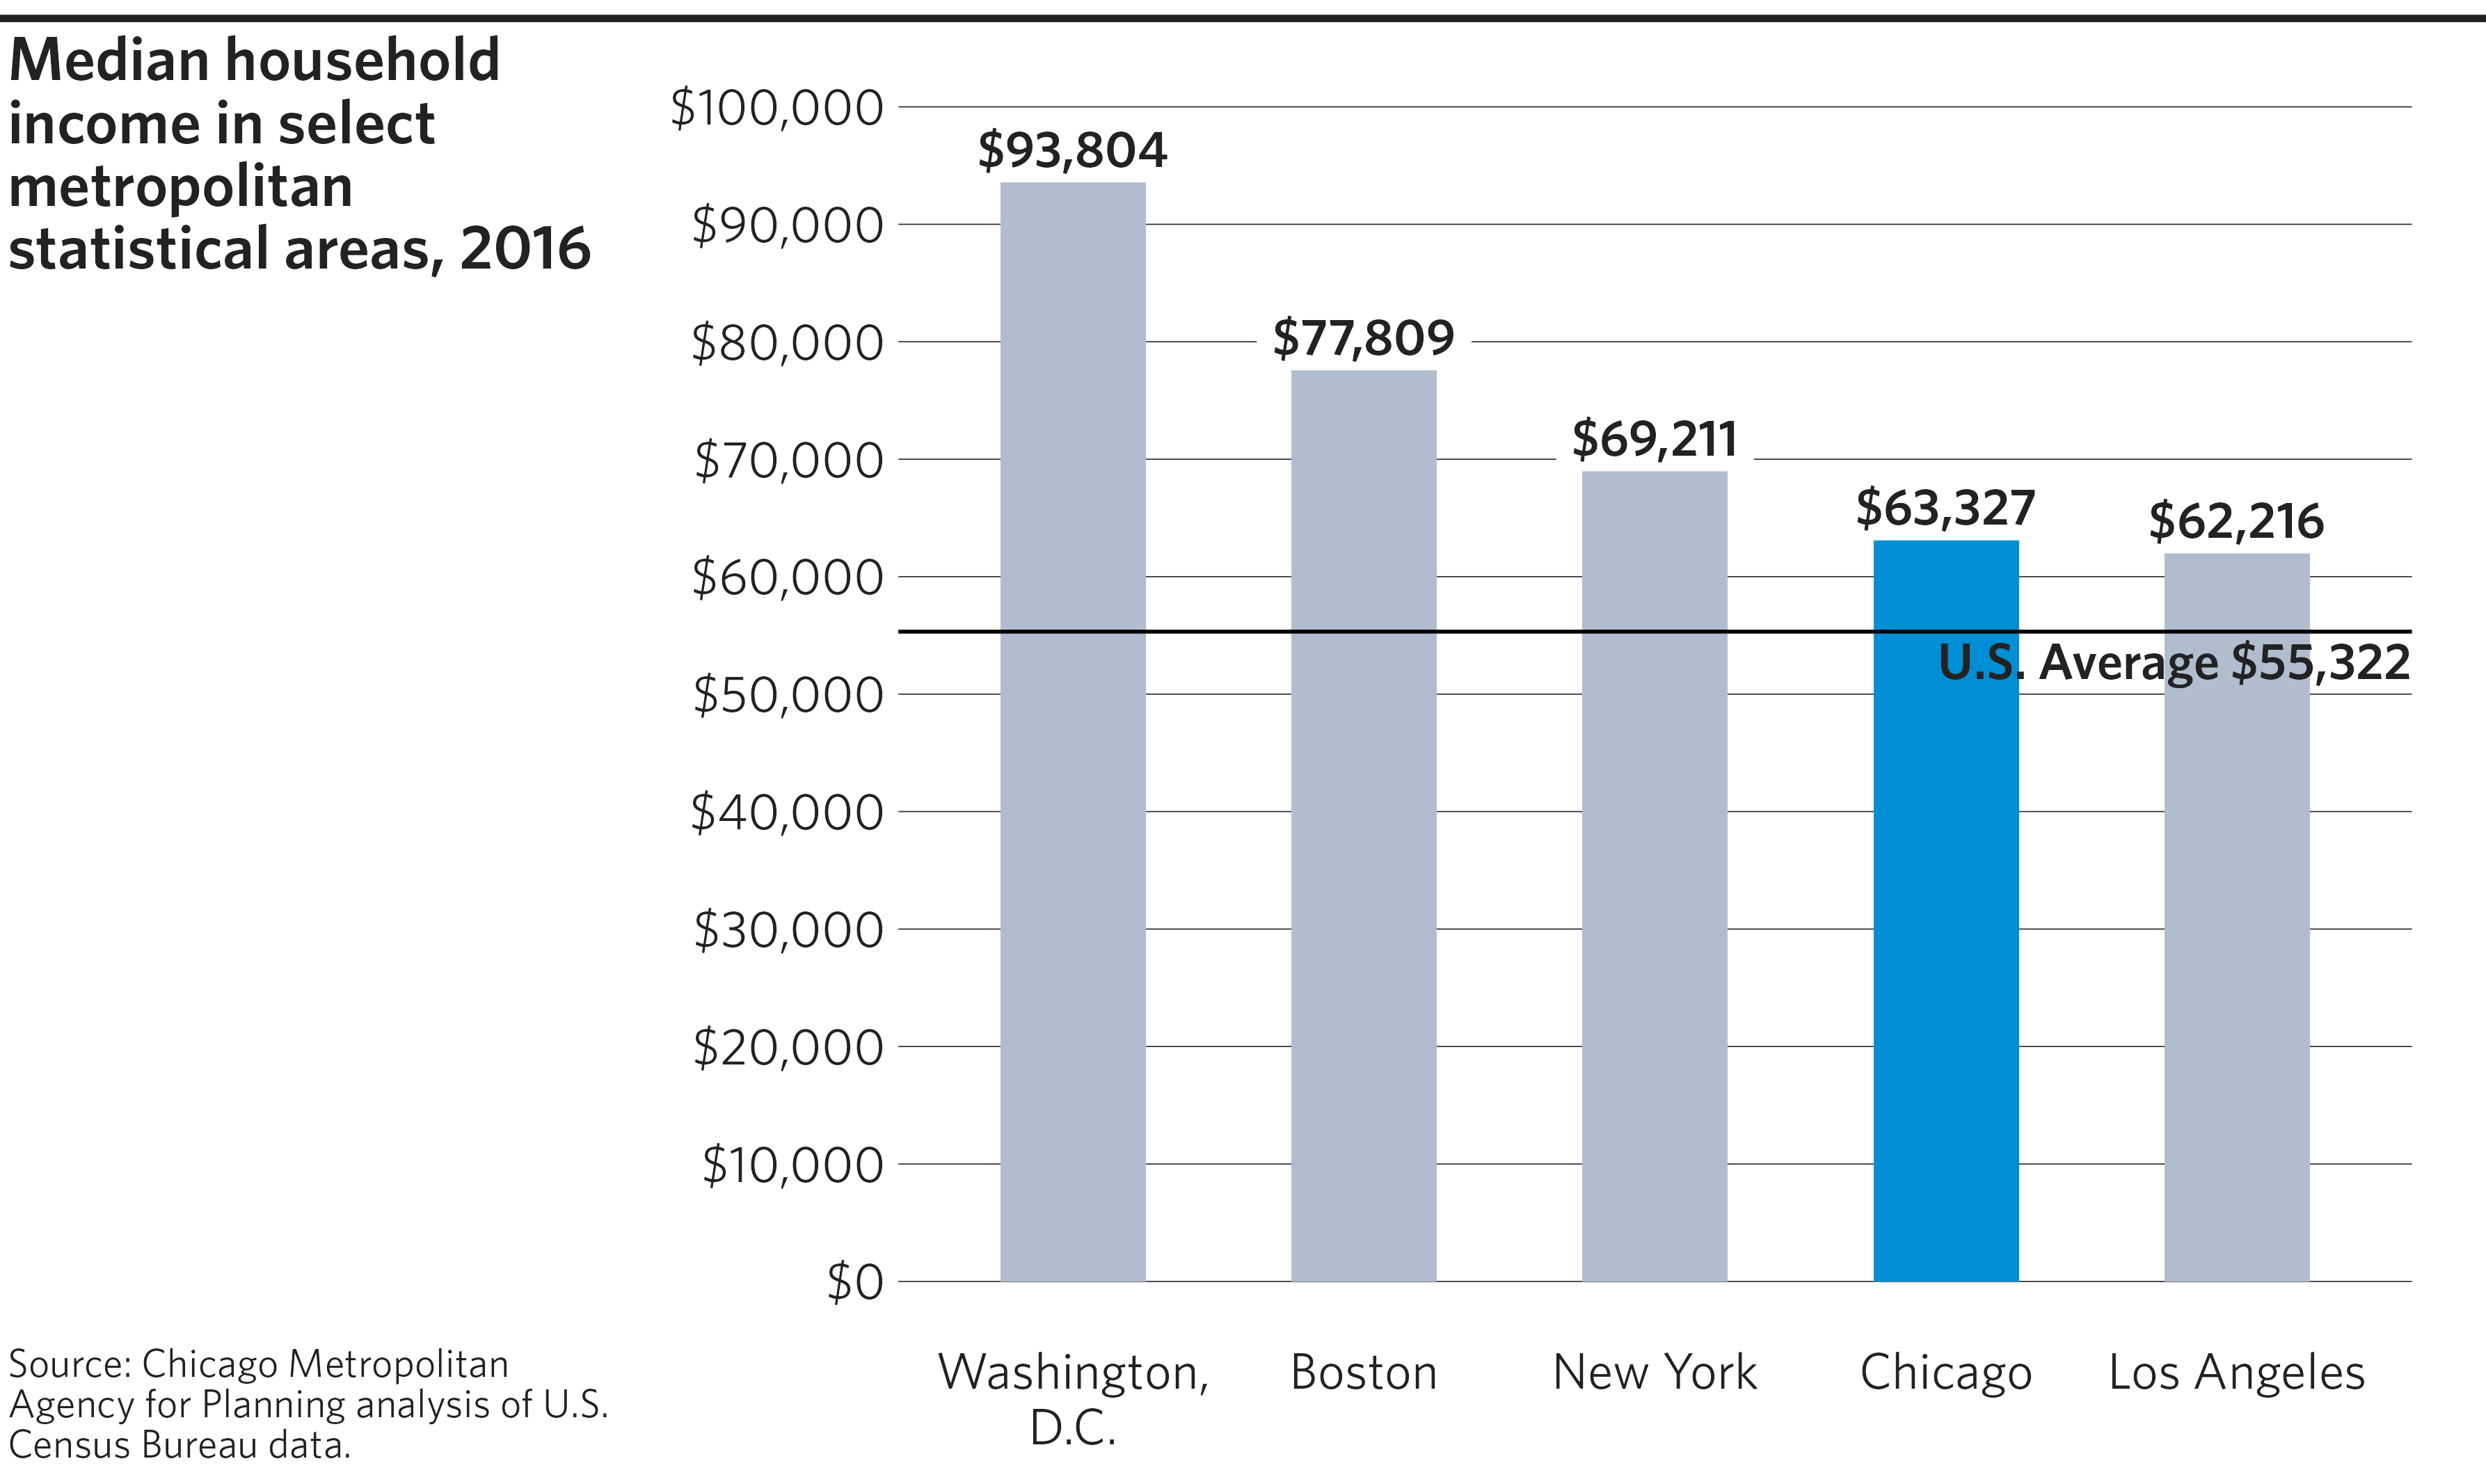 Median household
income in select
metropolitan
statistical areas, 2016
$100,000
$93,804
$90,000
$80,000
$77,809
$70,000
$69,211
$63,327
$62,216
$60,000
U.S. Average $55,322
$50,000
$40,000
$30,000
$20,000
$10,000
$0
Washington,
D.C.
Boston
New York
Chicago
Los Angeles
Source: Chicago Metropolitan
Agency for Planning analysis of U.S.
Census Bureau data.